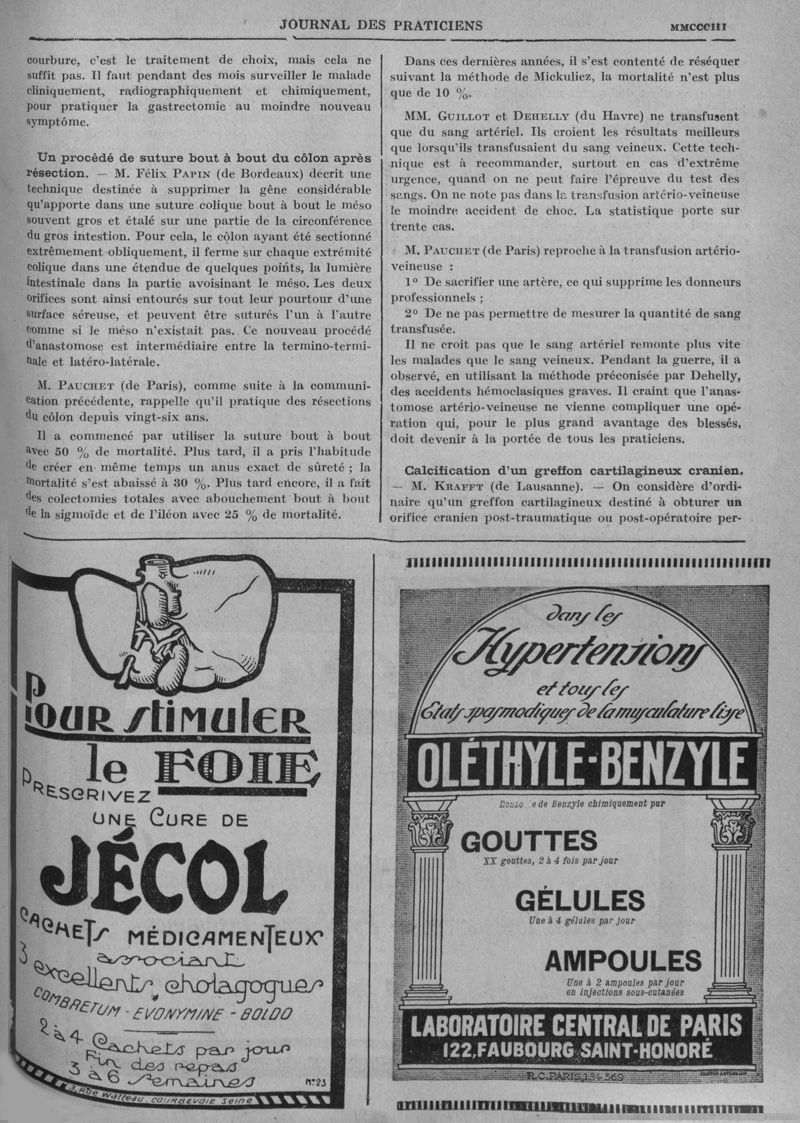 JOURNAL DES PRATICIENS
MMCCCIII
courbure, c'est le traitement de choix, mais cela ne
suffit pas. Il faut pendant des mois surveiller le malade
cliniquement, radiographiquement et chimiquement,
pour pratiquer la gastrectomie au moindre nouveau
symptôme.
Un procédé de suture bout à bout du côlon après
résection. — M. Félix PAPIN (de Bordeaux) décrit une
technique destinée à supprimer la gêne considérable
qu'apporte dans une suture colique bout à bout le méso
souvent gros et étalé sur une partie de la circonférence
du gros intestion. Pour cela, le côlon ayant été sectionné
extrêmement obliquement, il ferme sur chaque extrémité
colique dans une étendue de quelques points, la lumière
intestinale dans la partie avoisinant le méso. Les deux
orifices sont ainsi entourés sur tout leur pourtour d'une
surface séreuse, et peuvent être suturés l'un à l'autre
comme si le méso n'existait pas. Ce nouveau procédé
d'anastomose est intermédiaire entre la termino-termi-
nale et latéro-latérale.
M. PAUCHET (de Paris), comme suite à la communi-
cation précédente, rappelle qu'il pratique des résections
du côlon depuis vingt-six ans.
Il a commencé par utiliser la suture bout à bout
avec 50 % de mortalité. Plus tard, il a pris l'habitude
de créer en même temps un anus exact de sûreté ; la
mortalité s'est abaissé à 30 %. Plus tard encore, il a fait
des colectomies totales avec abouchement bout à bout
de la sigmoïde et de l'iléon avec 25 % de mortalité.
Dans ces dernières années, il s'est contenté de réséquer
suivant la méthode de Mickuliez, la mortalité n'est plus
que de 10 %.
MM. GUILLOT et DEHELLY (du Havre) ne transfusent
que du sang artériel. Ils croient les résultats meilleurs
que lorsqu'ils transfusaient du sang veineux. Cette tech-
nique est à recommander, surtout en cas d'extrême
urgence, quand on ne peut faire l'épreuve du test des
sangs. On ne note pas dans la transfusion artério-veineuse
le moindre accident de choc. La statistique porte sur
trente cas.
M. PAUCHET (de Paris) reproche à la transfusion artério-
veineuse :
1° De sacrifier une artère, ce qui supprime les donneurs
professionnels ;
2° De ne pas permettre de mesurer la quantité de sang
transfusée.
Il ne croit pas que le sang artériel remonte plus vite
les malades que le sang veineux. Pendant la guerre, il a
observé, en utilisant la méthode préconisée par Dehelly,
des accidents hémoclasiques graves. Il craint que l'anas-
tomose artério-veineuse ne vienne compliquer une opé-
ration qui, pour le plus grand avantage des blessés,
doit devenir à la portée de tous les praticiens.
Calcification d'un greffon cartilagineux cranien.
— M. KRAFFT (de Lausanne). — On considère d'ordi-
naire qu'un greffon cartilagineux destiné à obturer un
orifice cranien post-traumatique ou post-opératoire per-
POUR stiMuleR
le FOIE
PRESCRIVEZ
UNE CURE DE
JÉCOL
CACHETS MÉDICAMENTEUX
associant
3 excellents cholagogues
COMBRETUM - EVONYMINE - BOLDO
2 à 4 Cachets par jour
Fin des repas
3 à 6 Semaines
N° 23
3, Rue Watteau. COURBEVOIE Seine
dans les
Hypertensions
et tous les
états spasmodiques de la musculature lisse
OLÉTHYLE-BENZYLE
e de Benzyle chimiquement pur
GOUTTES
XX gouttes, 2 à 4 fois par jour
GÉLULES
Une à 4 gélules par jour
AMPOULES
Une à 2 ampoules par jour
en injections sous-cutanées
LABORATOIRE CENTRAL DE PARIS
122, FAUBOURG SAINT-HONORÉ
R.C. PARIS, 134-569